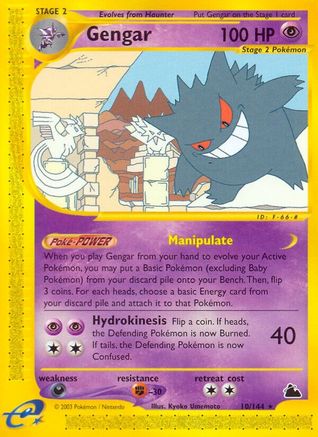 STAGE 2
Evolves from Haunter
Put Gengar on the Stage 1 card
Gengar
100 HP
Stage 2 Pokémon
ID: F-66-#
Poké-POWER
Manipulate
When you play Gengar from your hand to evolve your Active
Pokémon, you may put a Basic Pokémon (excluding Baby
Pokémon) from your discard pile onto your Bench. Then, flip
3 coins. For each heads, choose a basic Energy card from
your discard pile and attach it to that Pokémon.
Hydrokinesis Flip a coin. If heads,
the Defending Pokémon is now Burned.
If tails, the Defending Pokémon is now
Confused.
40
weakness
resistance
retreat cost
-30
e
© 2003 Pokémon / Nintendo
Illus. Kyoko Umemoto
10/144 ★